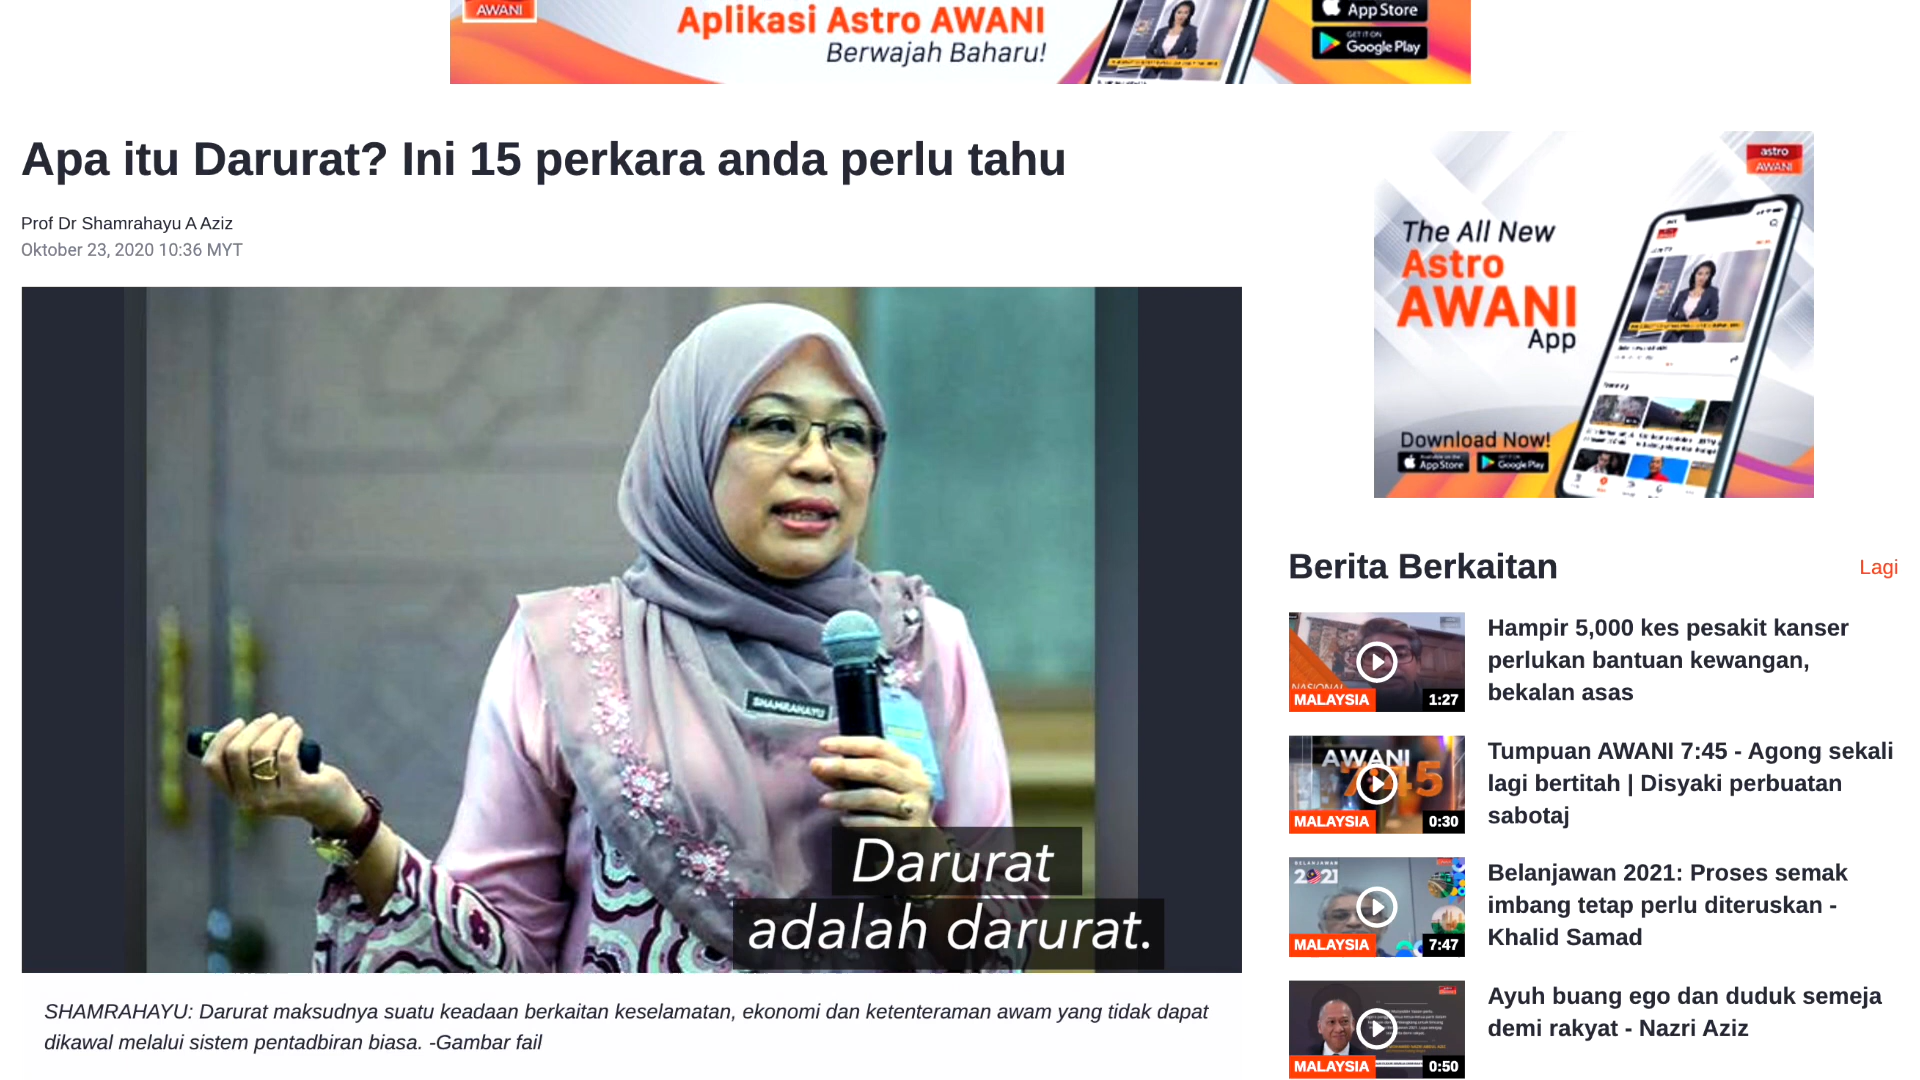 AWANI
Aplikasi Astro AWANI
Berwajah Baharu!
App Store
GET IT ON
Google Play
Apa itu Darurat? Ini 15 perkara anda perlu tahu
Prof Dr Shamrahayu A Aziz
Oktober 23, 2020 10:36 MYT
SHAMRAHAYU
Darurat
adalah darurat.
SHAMRAHAYU: Darurat maksudnya suatu keadaan berkaitan keselamatan, ekonomi dan ketenteraman awam yang tidak dapat
dikawal melalui sistem pentadbiran biasa. -Gambar fail
astro
AWANI
The All New
Astro
AWANI
App
Download Now!
App Store
Google Play
Berita Berkaitan
Lagi
NASIONAL
MALAYSIA
1:27
Hampir 5,000 kes pesakit kanser
perlukan bantuan kewangan,
bekalan asas
AWANI
7:45
MALAYSIA
0:30
Tumpuan AWANI 7:45 - Agong sekali
lagi bertitah | Disyaki perbuatan
sabotaj
BELANJAWAN
2021
MALAYSIA
7:47
Belanjawan 2021: Proses semak
imbang tetap perlu diteruskan -
Khalid Samad
MALAYSIA
0:50
Ayuh buang ego dan duduk semeja
demi rakyat - Nazri Aziz